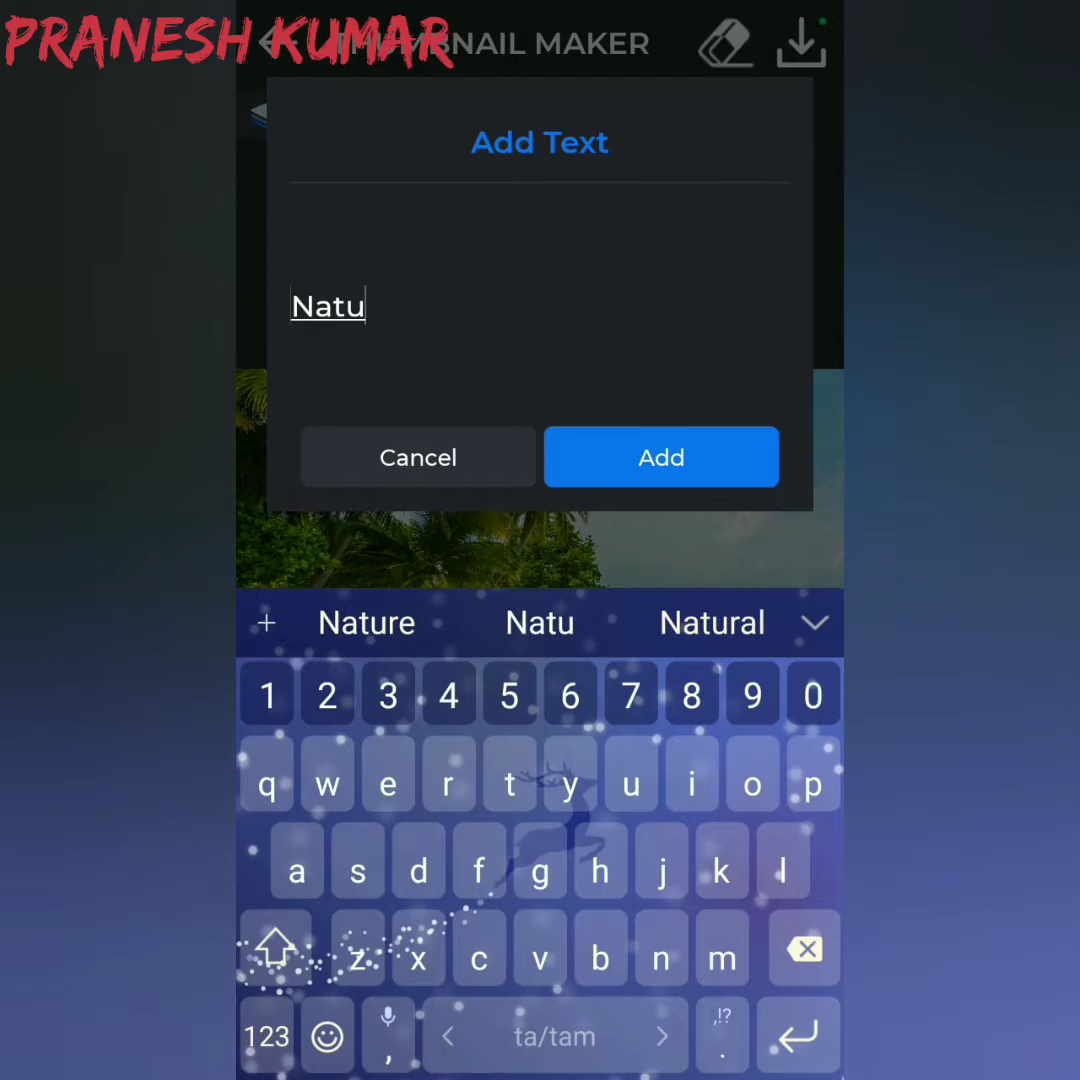 PRANESH KUMAR
THUMBNAIL MAKER
Add Text
Natu
Cancel
Add
+ Nature Natu Natural
1 2 3 4 5 6 7 8 9 0
q w e r t y u i o p
a s d f g h j k l
z x c v b n m
123 , < ta/tam > ,!? .